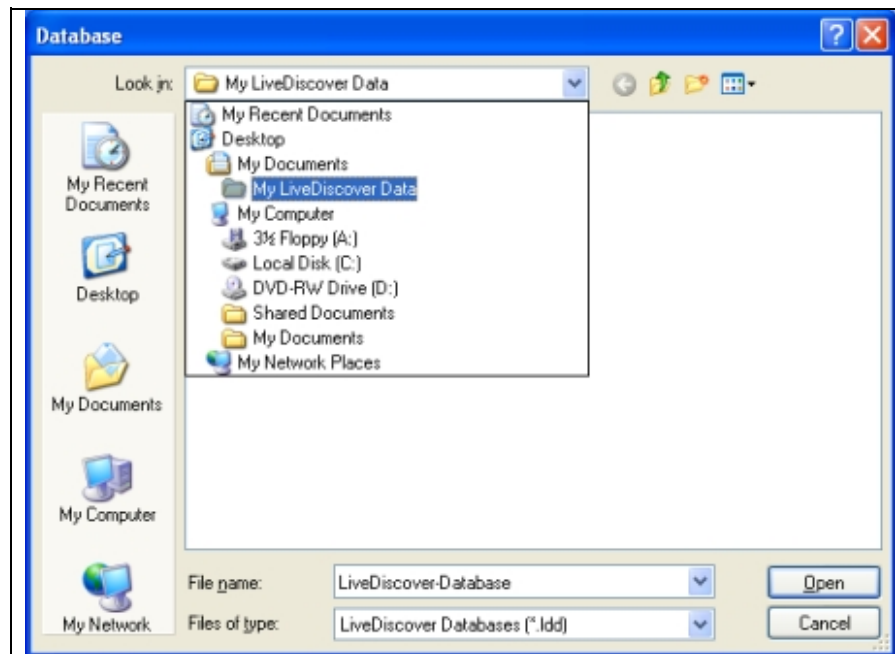 Database
Look in: My LiveDiscover Data
My Recent Documents
Desktop
My Documents
My LiveDiscover Data
My Computer
3½ Floppy (A:)
Local Disk (C:)
DVD-RW Drive (D:)
Shared Documents
My Documents
My Network Places
My Recent
Documents
Desktop
My Documents
My Computer
My Network
File name: LiveDiscover-Database Open
Files of type: LiveDiscover Databases (*.ldd) Cancel